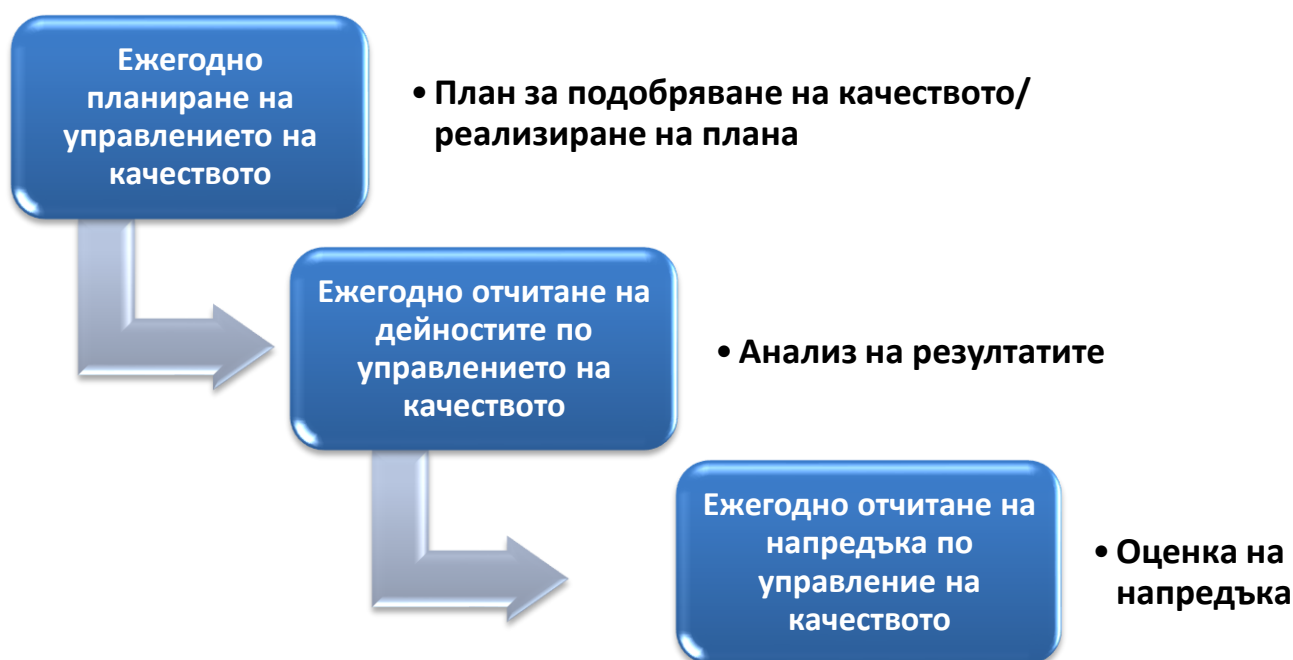 Ежегодно
планиране на
управлението на
качеството
• План за подобряване на качеството/
реализиране на плана
Ежегодно отчитане на
дейностите по
управлението на
качеството
• Анализ на резултатите
Ежегодно отчитане на
напредъка по
управление на
качеството
• Оценка на
напредъка